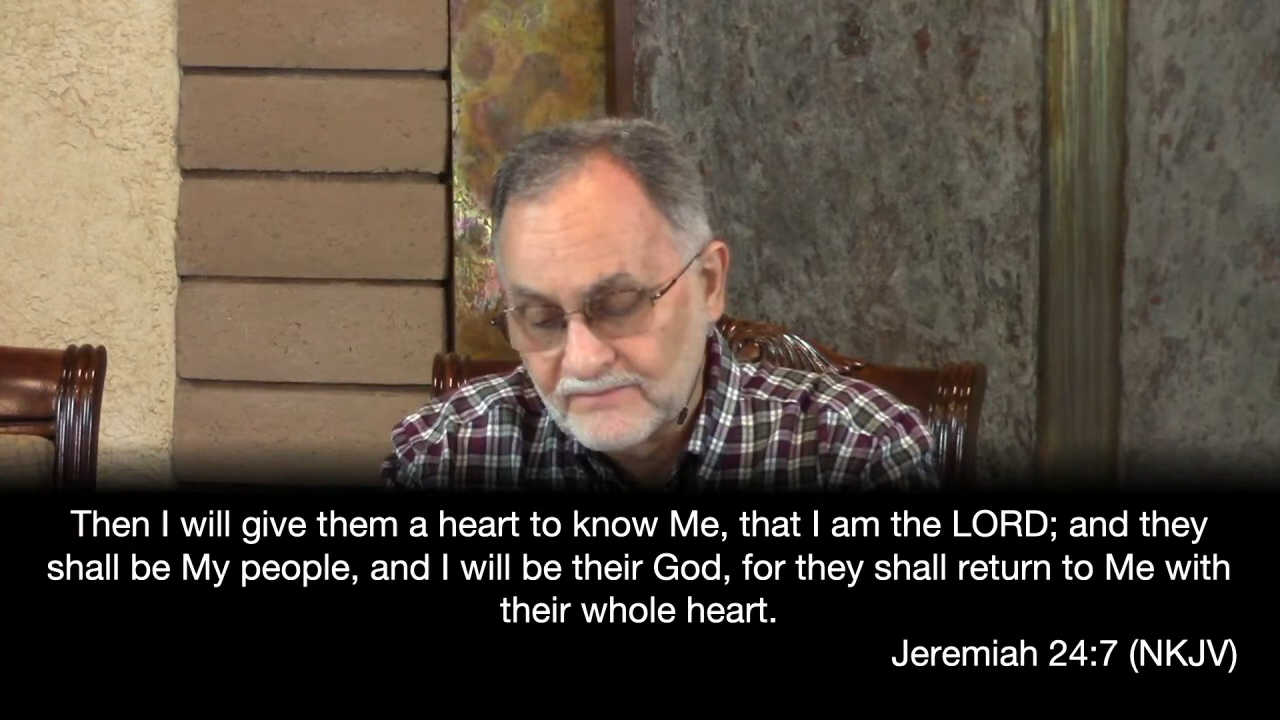 Then I will give them a heart to know Me, that I am the LORD; and they
shall be My people, and I will be their God, for they shall return to Me with
their whole heart.
Jeremiah 24:7 (NKJV)